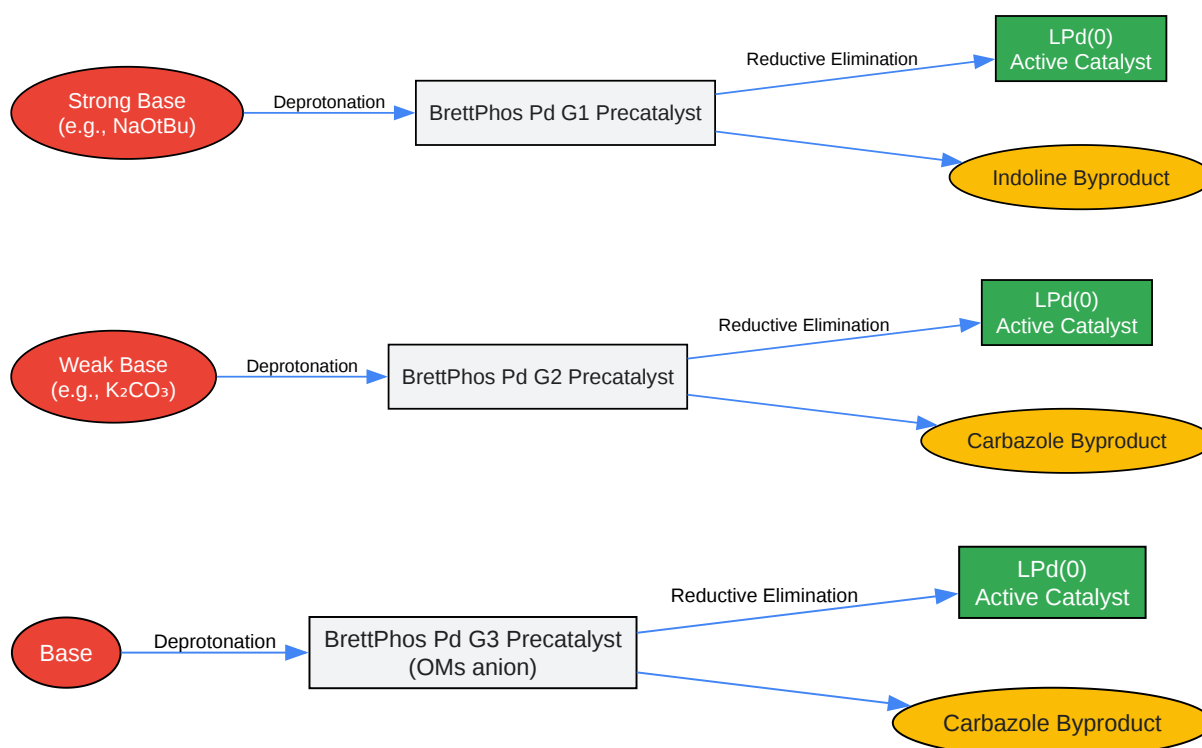 LPd(0)
Active Catalyst
Reductive Elimination
Strong Base
(e.g., NaOtBu)
Deprotonation
BrettPhos Pd G1 Precatalyst
Indoline Byproduct
LPd(0)
Active Catalyst
Reductive Elimination
Weak Base
(e.g., K₂CO₃)
Deprotonation
BrettPhos Pd G2 Precatalyst
Carbazole Byproduct
LPd(0)
Active Catalyst
Reductive Elimination
Base
Deprotonation
BrettPhos Pd G3 Precatalyst
(OMs anion)
Carbazole Byproduct